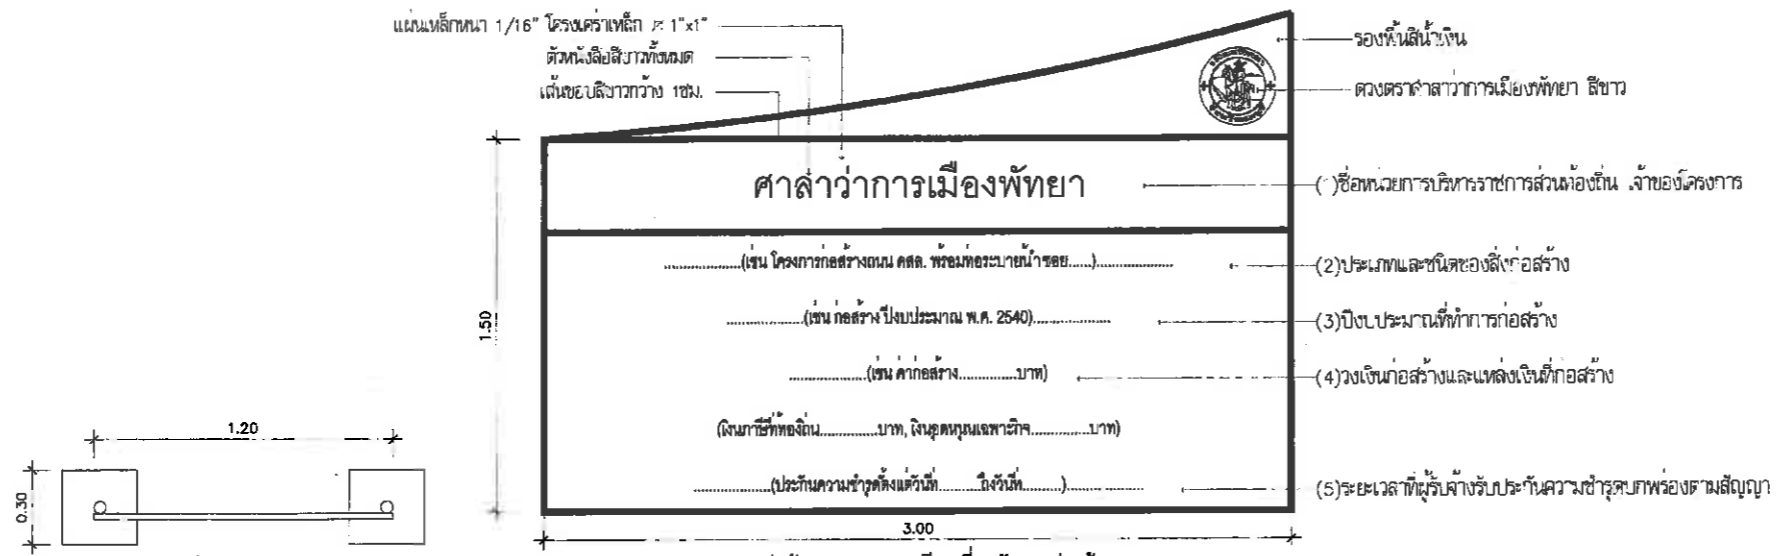 แผ่นเหล็กหนา 1/16" โครงเคร่าเหล็ก 1"x1"
ตัวหนังสือสีขาวทั้งหมด
เส้นขอบสีขาวกว้าง 1ซม.
รองพื้นสีน้ำเงิน
ดวงตราศาลาว่าการเมืองพัทยา สีขาว
ศาลาว่าการเมืองพัทยา
(1)ชื่อหน่วยการบริหารราชการส่วนท้องถิ่น เจ้าของโครงการ
..................(เช่น โครงการก่อสร้างถนน คสล. พร้อมท่อระบายน้ำซอย......)..................
(2)ประเภทและชนิดของสิ่งก่อสร้าง
..................(เช่น ก่อสร้าง ปีงบประมาณ พ.ศ. 2540)..................
(3)ปีงบประมาณที่ทำการก่อสร้าง
..................(เช่น ค่าก่อสร้าง..............บาท)
(4)วงเงินก่อสร้างและแหล่งเงินที่ก่อสร้าง
(เงินภาษีที่ท้องถิ่น..............บาท, เงินอุดหนุนเฉพาะกิจ..............บาท)
..................(ประกันความชำรุดตั้งแต่วันที่..........ถึงวันที่..........)..................
(5)ระยะเวลาที่ผู้รับจ้างรับประกันความชำรุดบกพร่องตามสัญญา
1.50
3.00
1.20
0.30